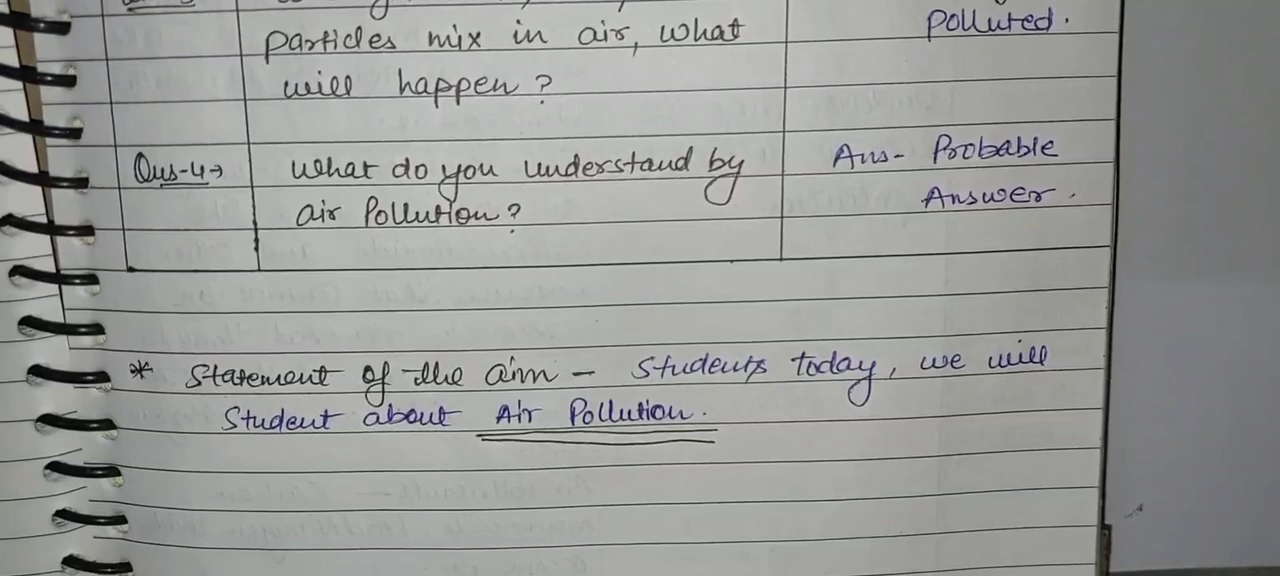 Particles mix in air, what
will happen?
Polluted.
Qus-4→ What do you understand by
air Pollution?
Ans- Probable
Answer.
* Statement of the aim - Students today, we will
Student about Air Pollution.